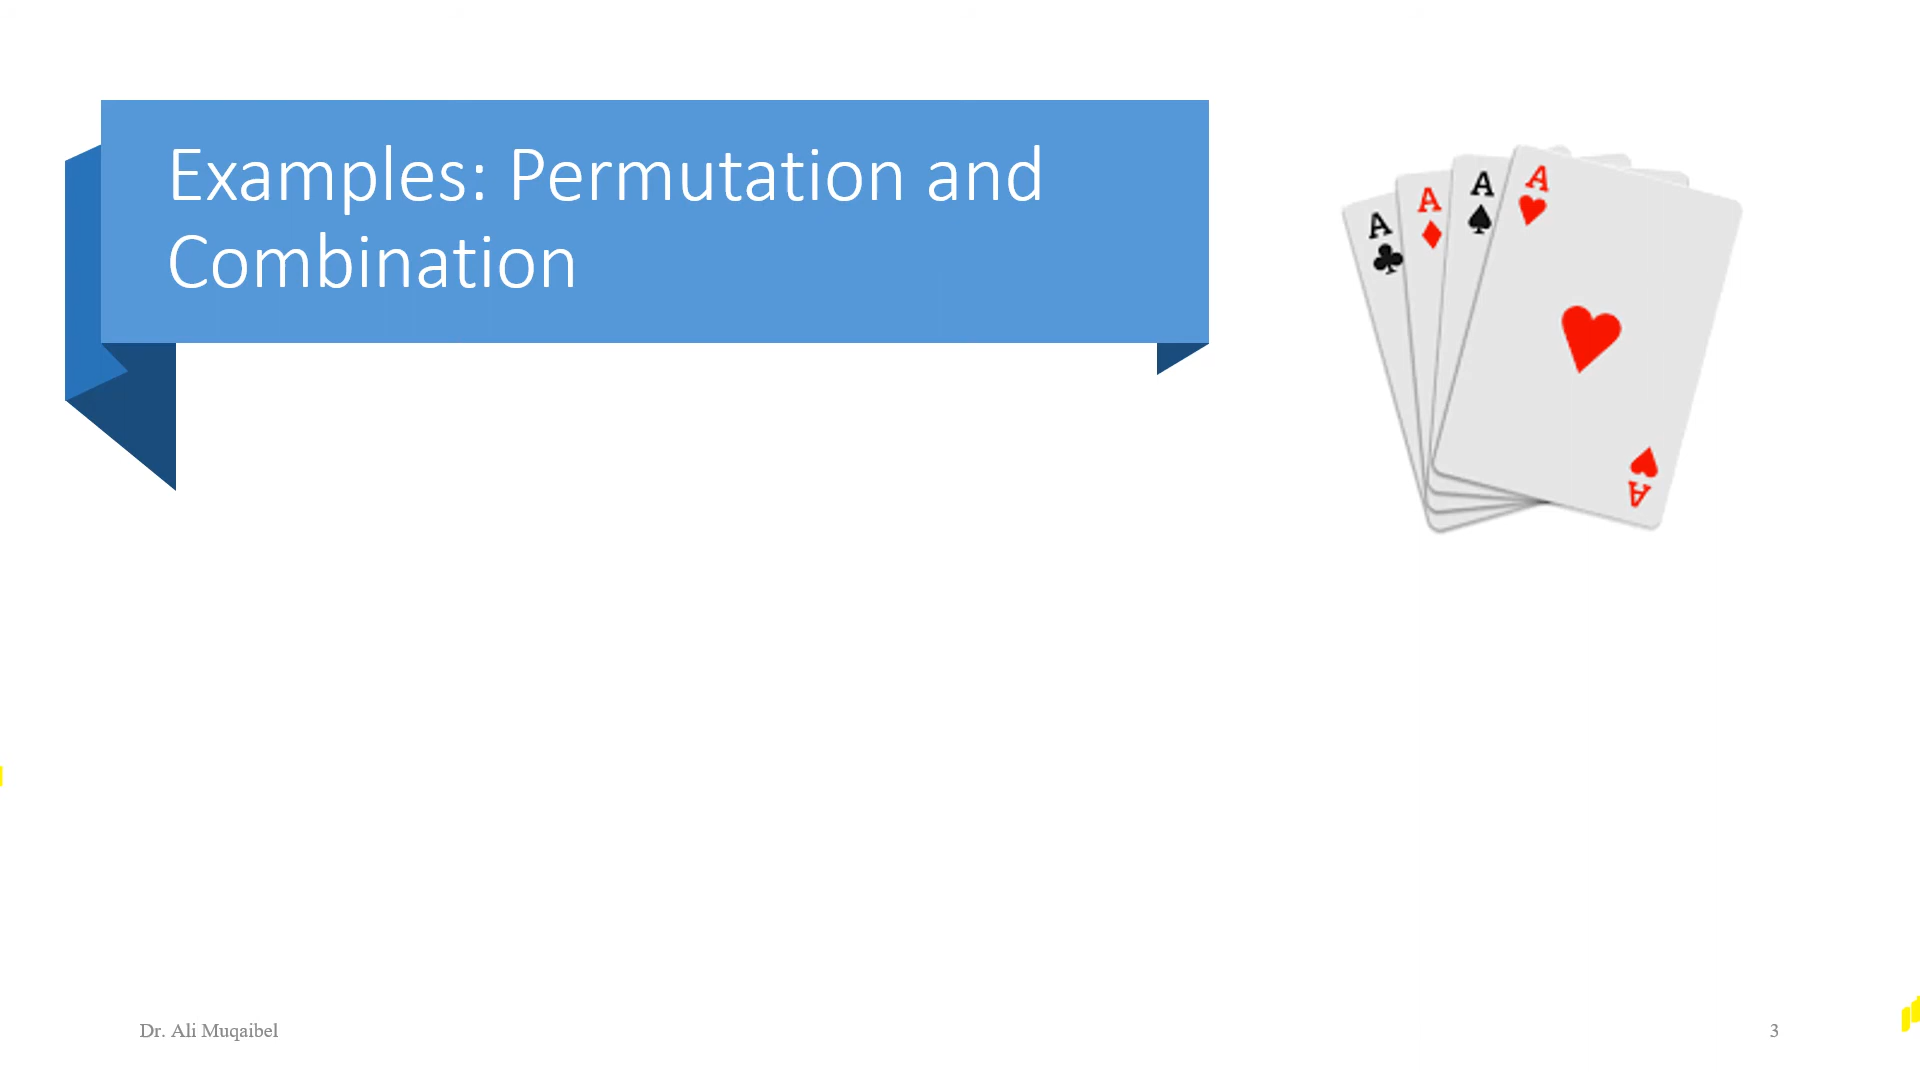 Examples: Permutation and
Combination
A
A
A
A
A
Dr. Ali Muqaibel
3